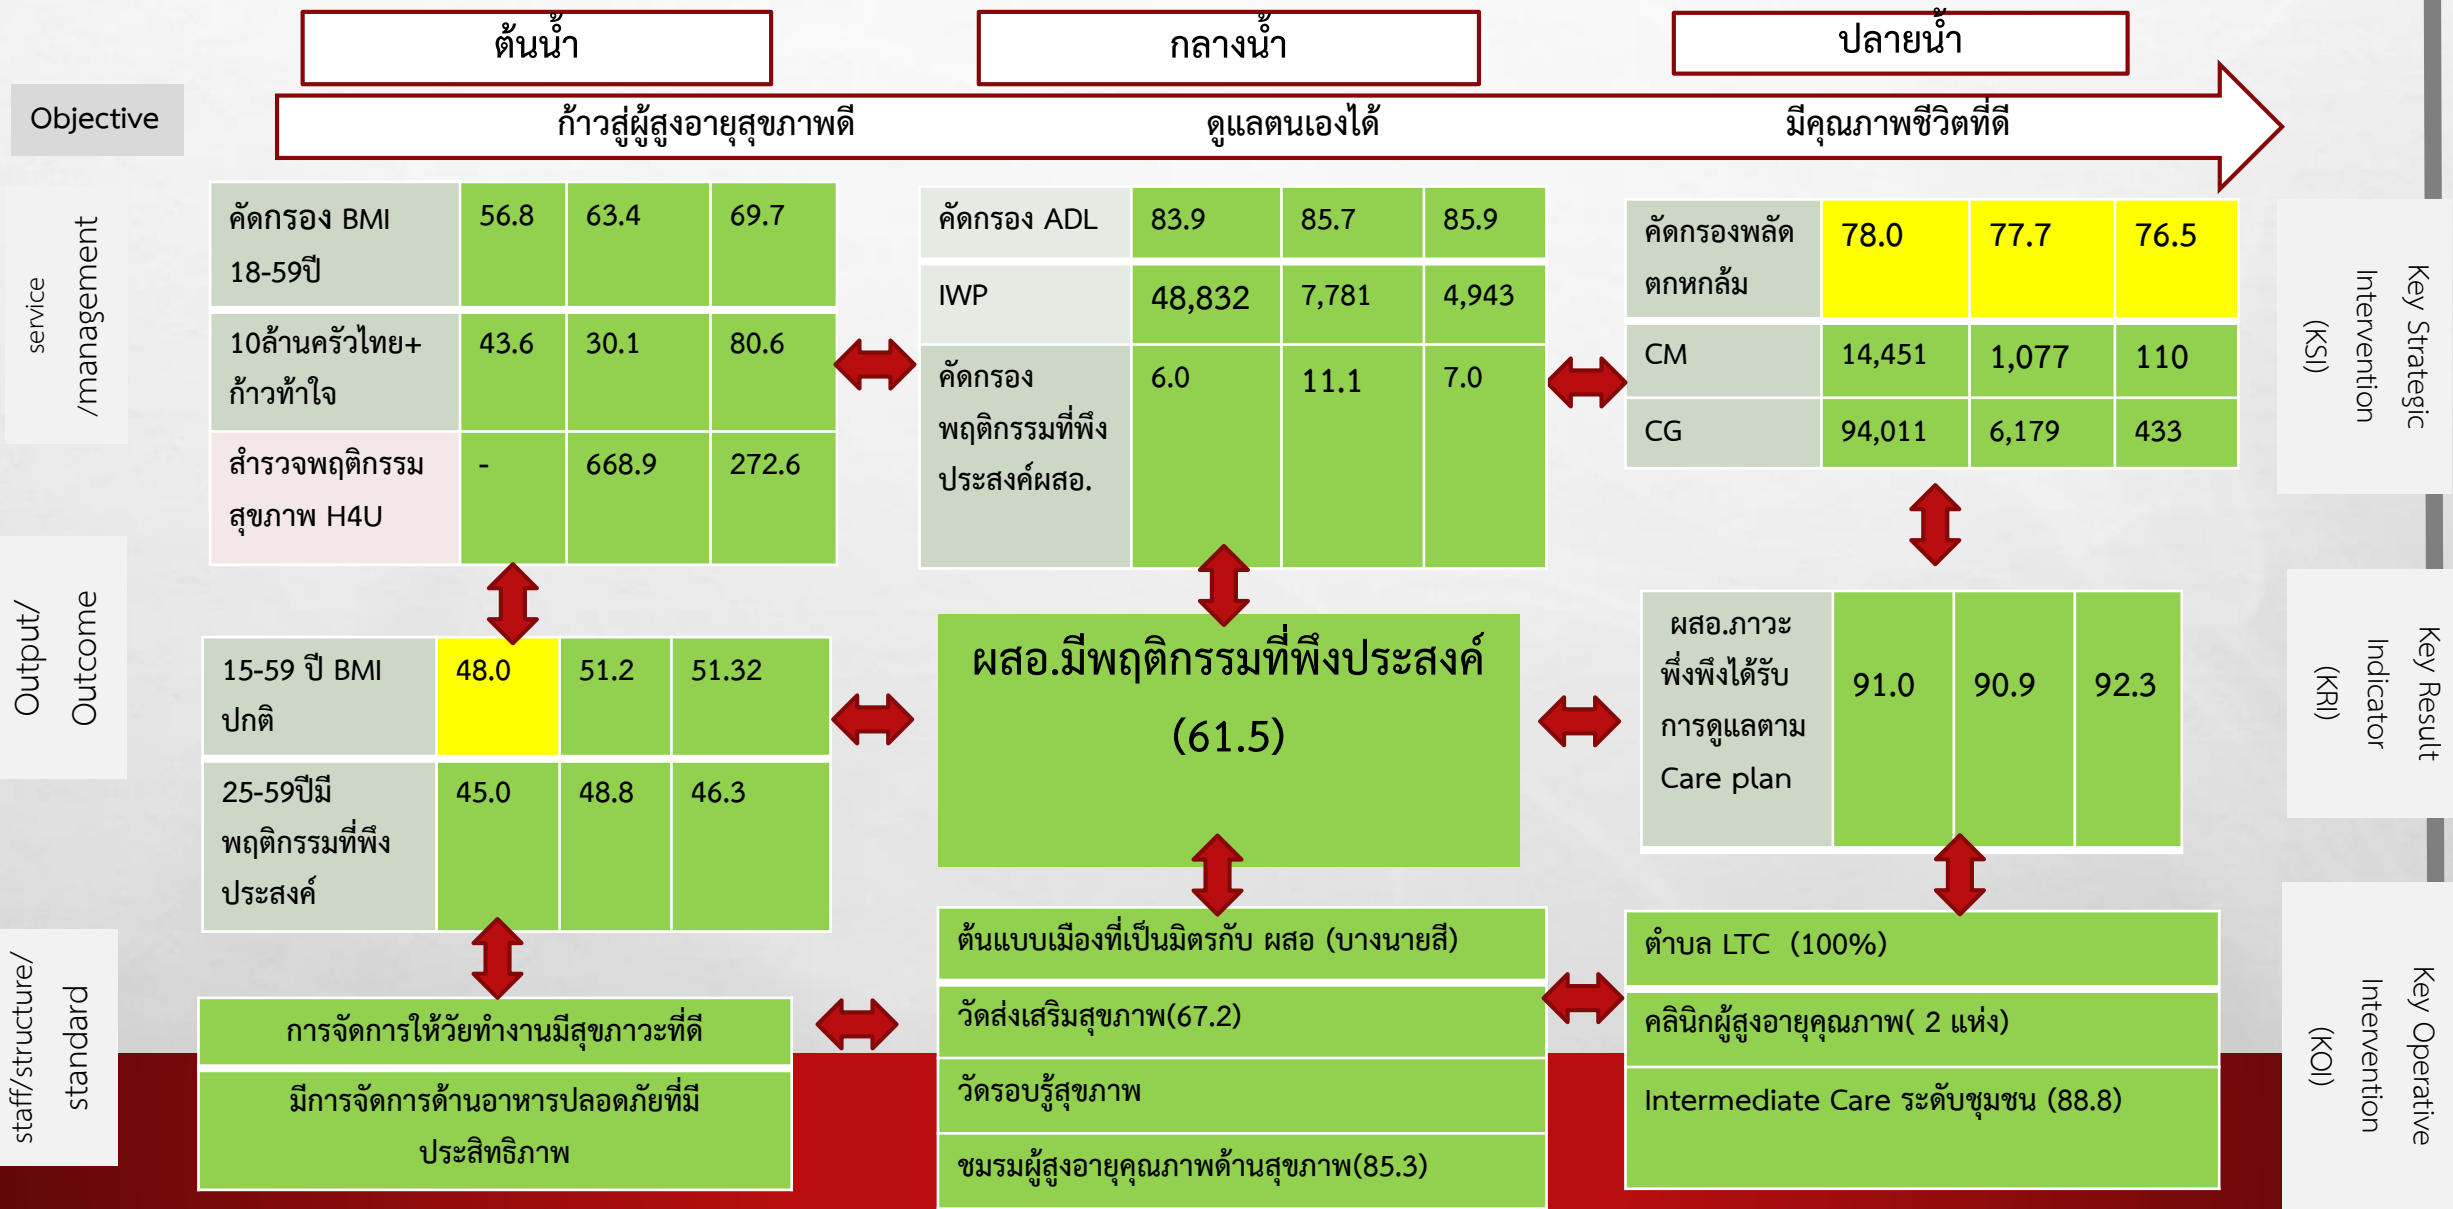 ต้นน้ำ
กลางน้ำ
ปลายน้ำ
Objective
ก้าวสู่ผู้สูงอายุสุขภาพดี
ดูแลตนเองได้
มีคุณภาพชีวิตที่ดี
service
/management
คัดกรอง BMI 56.8 63.4 69.7
18-59ปี
10ล้านครัวไทย+ 43.6 30.1 80.6
ก้าวท้าใจ
สำรวจพฤติกรรม - 668.9 272.6
สุขภาพ H4U
คัดกรอง ADL 83.9 85.7 85.9
IWP 48,832 7,781 4,943
คัดกรอง 6.0 11.1 7.0
พฤติกรรมที่พึง
ประสงค์ผสอ.
คัดกรองพลัด 78.0 77.7 76.5
ตกหกล้ม
CM 14,451 1,077 110
CG 94,011 6,179 433
Key Strategic
Intervention
(KSI)
Output/
Outcome
15-59 ปี BMI 48.0 51.2 51.32
ปกติ
25-59ปีมี 45.0 48.8 46.3
พฤติกรรมที่พึง
ประสงค์
ผสอ.มีพฤติกรรมที่พึงประสงค์
(61.5)
ผสอ.ภาวะ
พึ่งพึงได้รับ 91.0 90.9 92.3
การดูแลตาม
Care plan
Key Result
Indicator
(KRI)
staff/structure/
standard
การจัดการให้วัยทำงานมีสุขภาวะที่ดี
มีการจัดการด้านอาหารปลอดภัยที่มี
ประสิทธิภาพ
ต้นแบบเมืองที่เป็นมิตรกับ ผสอ (บางนายสี)
วัดส่งเสริมสุขภาพ(67.2)
วัดรอบรู้สุขภาพ
ชมรมผู้สูงอายุคุณภาพด้านสุขภาพ(85.3)
ตำบล LTC (100%)
คลินิกผู้สูงอายุคุณภาพ( 2 แห่ง)
Intermediate Care ระดับชุมชน (88.8)
Key Operative
Intervention
(KOI)